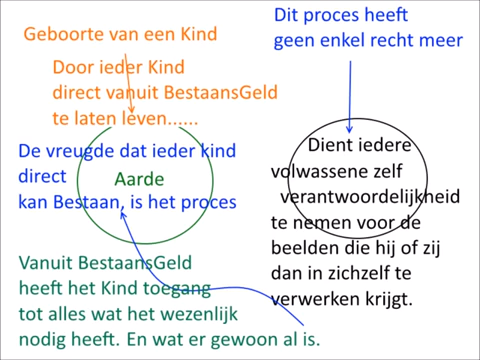 Geboorte van een Kind
Door ieder Kind
direct vanuit BestaansGeld
te laten leven......
De vreugde dat ieder kind
direct
kan Bestaan, is het proces
Aarde
Vanuit BestaansGeld
heeft het Kind toegang
tot alles wat het wezenlijk
nodig heeft. En wat er gewoon al is.
Dit proces heeft
geen enkel recht meer
Dient iedere
volwassene zelf
verantwoordelijkheid
te nemen voor de
beelden die hij of zij
dan in zichzelf te
verwerken krijgt.